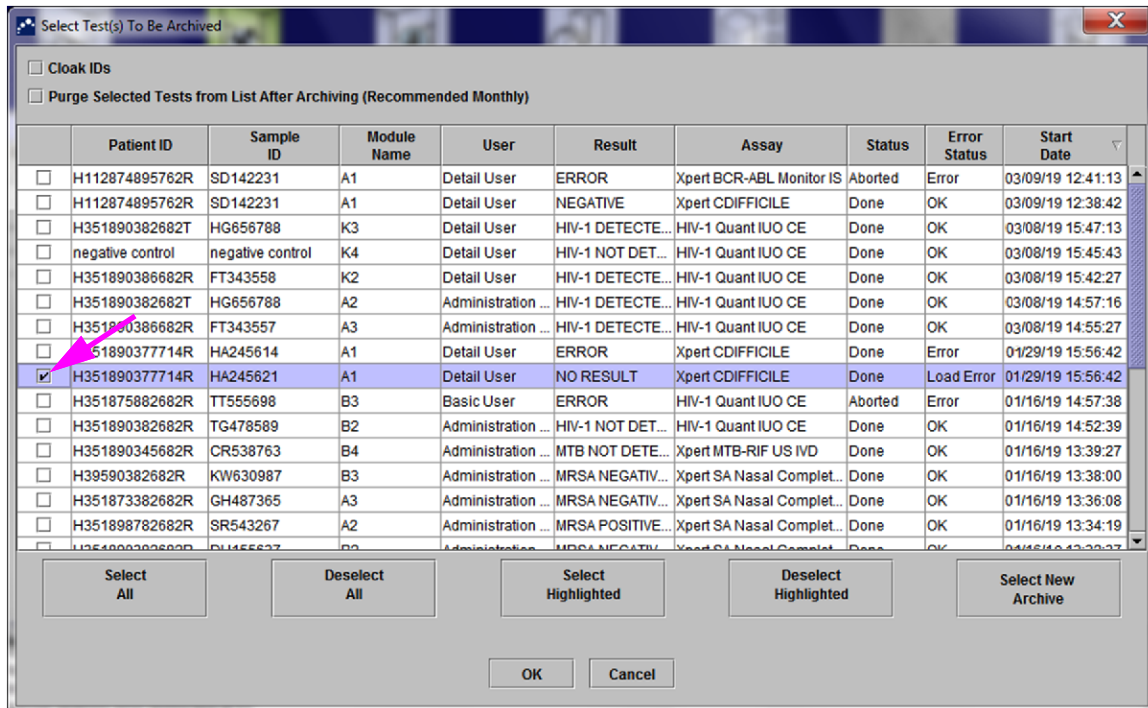 Select Test(s) To Be Archived
Cloak IDs
Purge Selected Tests from List After Archiving (Recommended Monthly)
Patient ID Sample ID Module Name User Result Assay Status Error Status Start Date
H112874895762R SD142231 A1 Detail User ERROR Xpert BCR-ABL Monitor IS Aborted Error 03/09/19 12:41:13
H112874895762R SD142231 A1 Detail User NEGATIVE Xpert CDIFFICILE Done OK 03/09/19 12:38:42
H351890382682T HG656788 K3 Detail User HIV-1 DETECTE... HIV-1 Quant IUO CE Done OK 03/08/19 15:47:13
negative control negative control K4 Detail User HIV-1 NOT DET... HIV-1 Quant IUO CE Done OK 03/08/19 15:45:43
H351890386682R FT343558 K2 Detail User HIV-1 DETECTE... HIV-1 Quant IUO CE Done OK 03/08/19 15:42:27
H351890382682T HG656788 A2 Administration ... HIV-1 DETECTE... HIV-1 Quant IUO CE Done OK 03/08/19 14:57:16
H351890386682R FT343557 A3 Administration ... HIV-1 DETECTE... HIV-1 Quant IUO CE Done OK 03/08/19 14:55:27
51890377714R HA245614 A1 Detail User ERROR Xpert CDIFFICILE Done Error 01/29/19 15:56:42
H351890377714R HA245621 A1 Detail User NO RESULT Xpert CDIFFICILE Done Load Error 01/29/19 15:56:42
H351875882682R TT555698 B3 Basic User ERROR HIV-1 Quant IUO CE Aborted Error 01/16/19 14:57:38
H351890382682R TG478589 B2 Administration ... HIV-1 NOT DET... HIV-1 Quant IUO CE Done OK 01/16/19 14:52:39
H351890345682R CR538763 B4 Administration ... MTB NOT DETE... Xpert MTB-RIF US IVD Done OK 01/16/19 13:39:27
H39590382682R KW630987 B3 Administration ... MRSA NEGATIV... Xpert SA Nasal Complet... Done OK 01/16/19 13:38:00
H351873382682R GH487365 A3 Administration ... MRSA NEGATIV... Xpert SA Nasal Complet... Done OK 01/16/19 13:36:08
H351898782682R SR543267 A2 Administration ... MRSA POSITIVE... Xpert SA Nasal Complet... Done OK 01/16/19 13:34:19
Select All Deselect All Select Highlighted Deselect Highlighted Select New Archive
OK Cancel